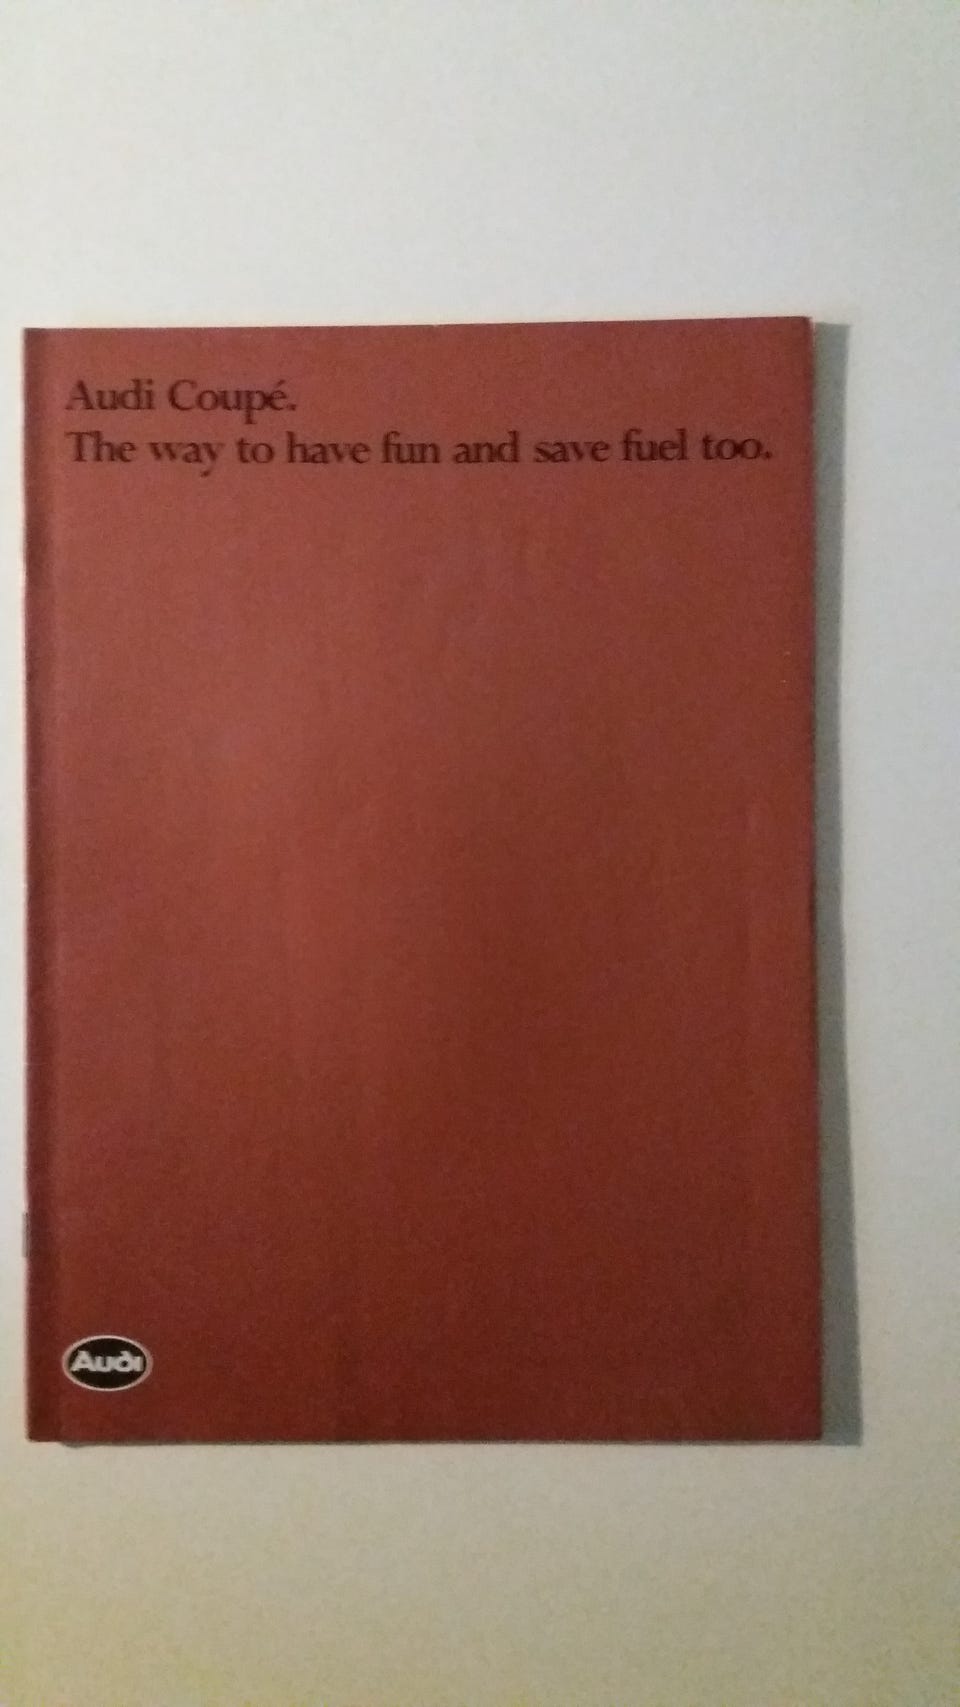 Audi Coupé.
The way to have fun and save fuel too.
Audi